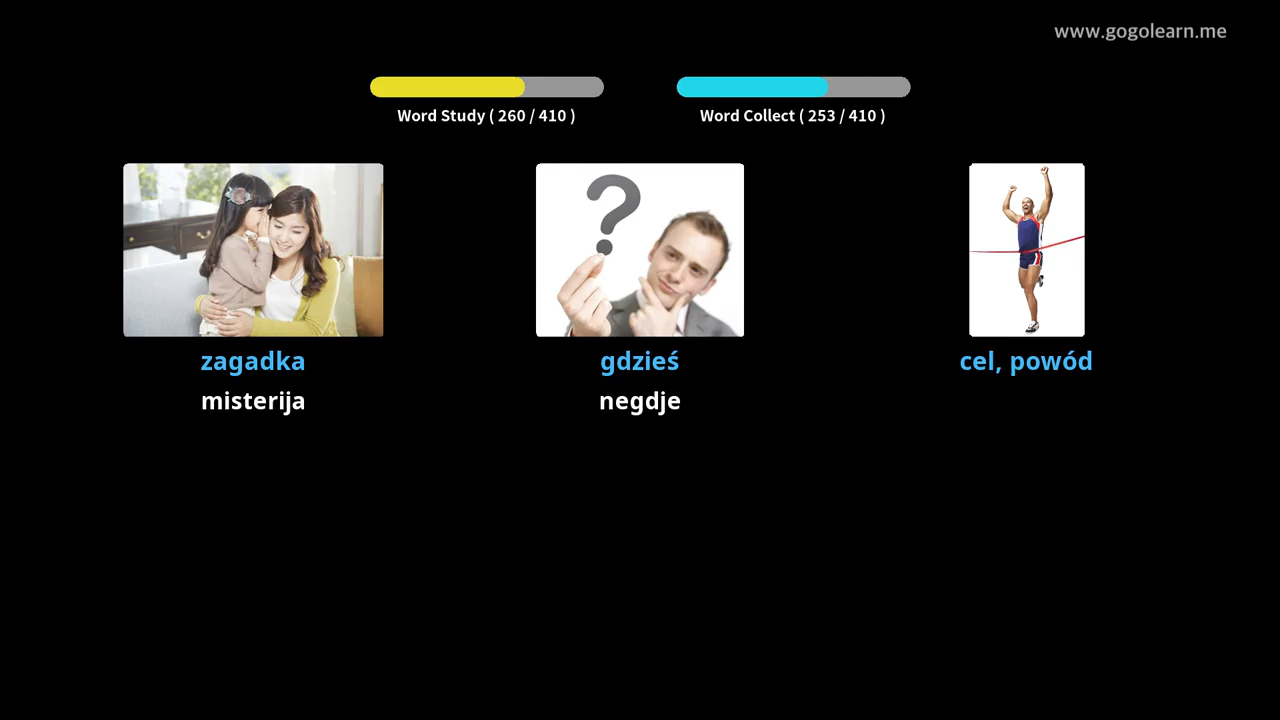 www.gogolearn.me
Word Study ( 260 / 410 )
Word Collect ( 253 / 410 )
zagadka
misterija
gdzieś
negdje
cel, powód